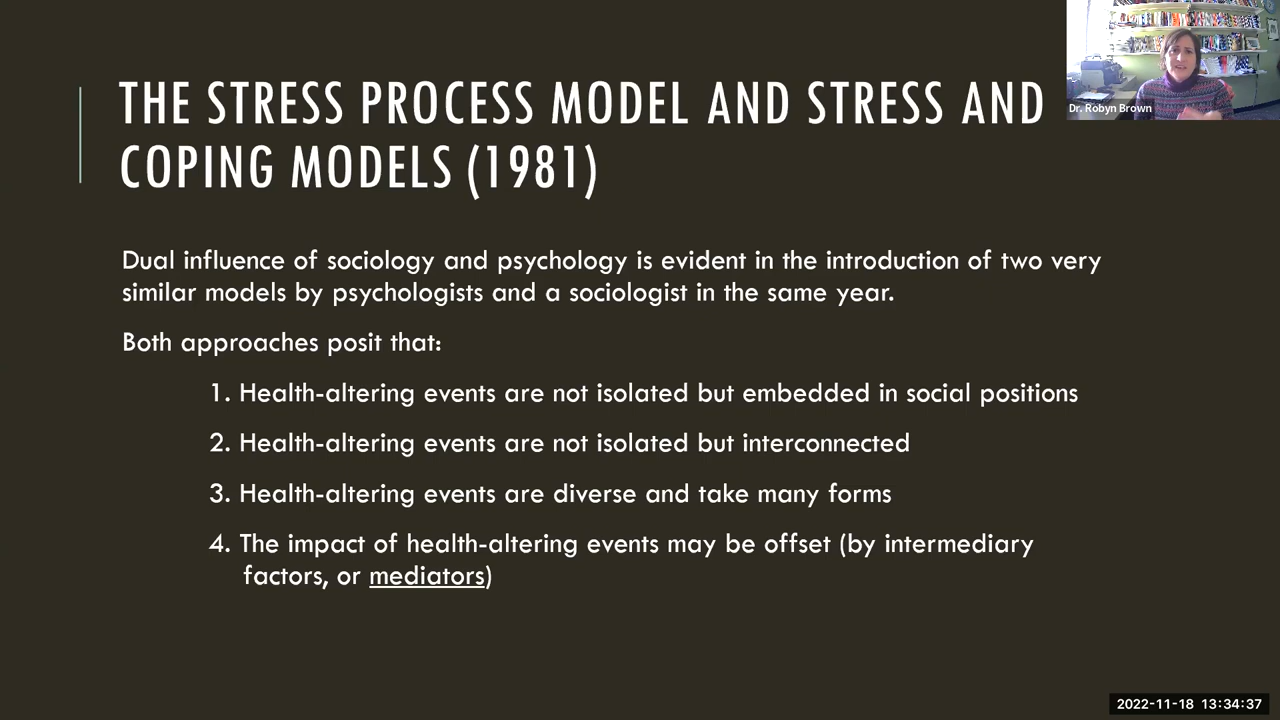 THE STRESS PROCESS MODEL AND STRESS AND
COPING MODELS (1981)
Dr. Robyn Brown
Dual influence of sociology and psychology is evident in the introduction of two very
similar models by psychologists and a sociologist in the same year.
Both approaches posit that:
1. Health-altering events are not isolated but embedded in social positions
2. Health-altering events are not isolated but interconnected
3. Health-altering events are diverse and take many forms
4. The impact of health-altering events may be offset (by intermediary
factors, or mediators)
2022-11-18 13:34:37